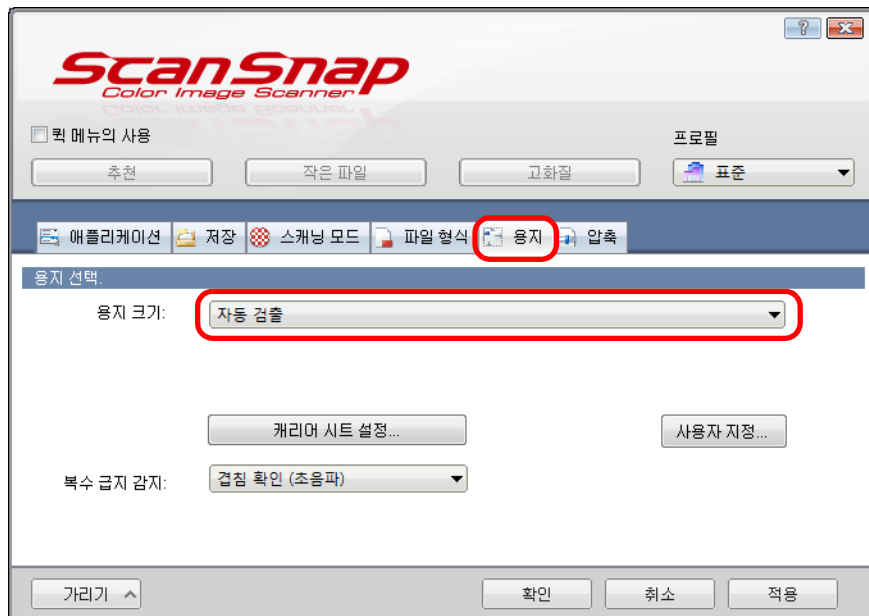 ScanSnap
Color Image Scanner
퀵 메뉴의 사용
프로필
추천 작은 파일 고화질 표준
애플리케이션 저장 스캐닝 모드 파일 형식 용지 압축
용지 선택.
용지 크기: 자동 검출
캐리어 시트 설정... 사용자 지정...
복수 급지 감지: 겹침 확인 (초음파)
가리기 확인 취소 적용